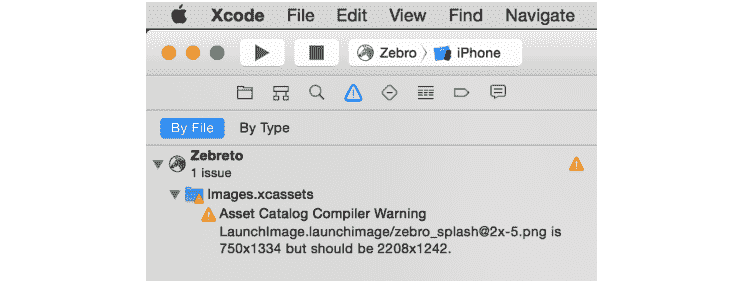 Xcode File Edit View Find Navigate
Zebro iPhone
By File By Type
Zebreto
1 issue
Images.xcassets
Asset Catalog Compiler Warning
LaunchImage.launchimage/zebro_splash@2x-5.png is
750x1334 but should be 2208x1242.